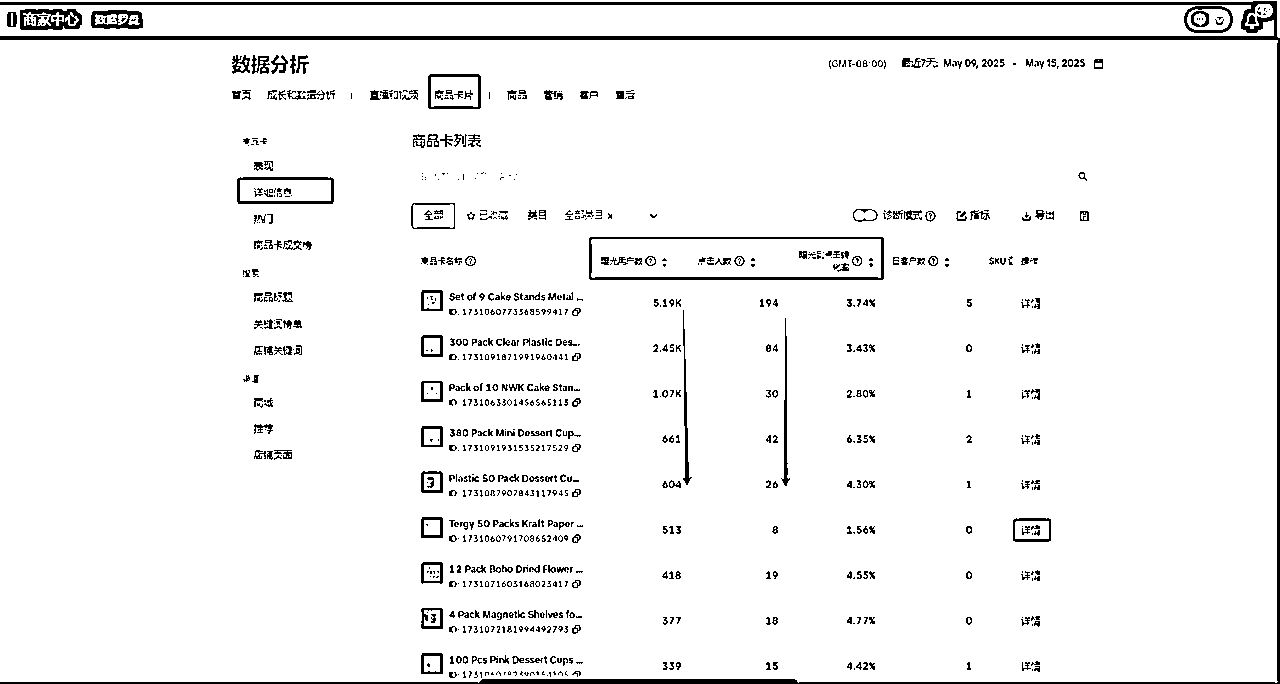 商家中心 数据罗盘
数据分析
(GMT-08:00) 最近7天: May 09, 2025 - May 15, 2025
首页 成长和数据分析 直播和视频 商品卡片 商品 营销 客户 售后
商品卡
表现
详细信息
热门
商品卡成交榜
搜索
商品标题
关键词榜单
店铺关键词
渠道
商城
推荐
店铺页面
商品卡列表
全部 已收藏 类目 全部类目 诊断模式 指标 导出
商品卡名称 曝光用户数 点击人数 曝光到点击转化率 日客户数 SKU 操作
Set of 9 Cake Stands Metal ... 5.19K 194 3.74% 5 详情
ID: 1731060773368599417
300 Pack Clear Plastic Des... 2.45K 84 3.43% 0 详情
ID: 1731091871991960441
Pack of 10 NWK Cake Stan... 1.07K 30 2.80% 1 详情
ID: 1731063301456565113
380 Pack Mini Dessert Cup... 661 42 6.35% 2 详情
ID: 1731091931535217529
Plastic 50 Pack Dessert Cu... 604 26 4.30% 1 详情
ID: 1731087907843117945
Tergy 50 Packs Kraft Paper ... 513 8 1.56% 0 详情
ID: 1731060791708652409
12 Pack Boho Dried Flower ... 418 19 4.55% 0 详情
ID: 1731071603168023417
4 Pack Magnetic Shelves fo... 377 18 4.77% 0 详情
ID: 1731072181994492793
100 Pcs Pink Dessert Cups ... 339 15 4.42% 1 详情